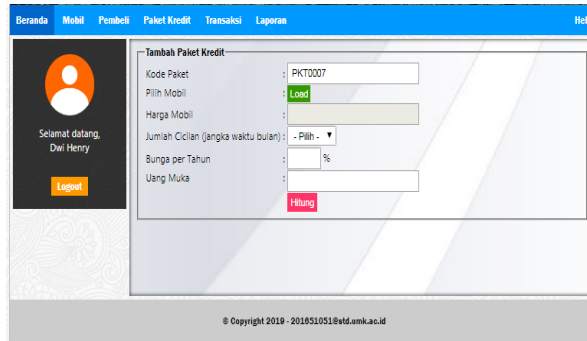 Beranda Mobil Pembeli Paket Kredit Transaksi Laporan Hel
Selamat datang,
Dwi Henry
Logout
Tambah Paket Kredit
Kode Paket : PKT0007
Pilih Mobil : Load
Harga Mobil :
Jumlah Cicilan (jangka waktu bulan) : - Pilih -
Bunga per Tahun : %
Uang Muka :
Hitung
© Copyright 2019 - 201651051@std.umk.ac.id